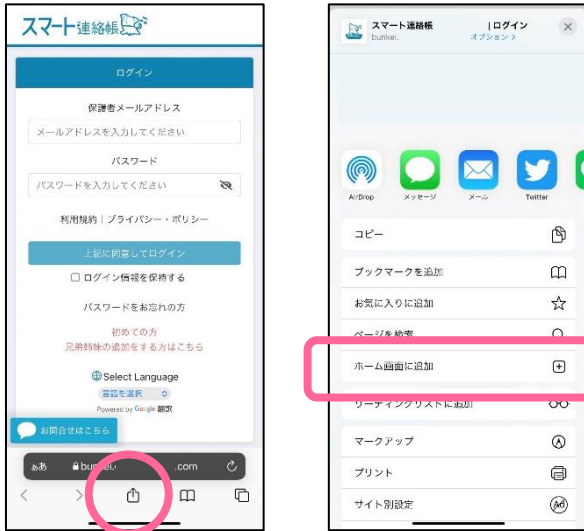 スマート連絡帳
ログイン
保護者メールアドレス
メールアドレスを入力してください
パスワード
パスワードを入力してください
利用規約｜プライバシー・ポリシー
上記に同意してログイン
ログイン情報を保持する
パスワードをお忘れの方
初めての方
兄弟姉妹の追加をする方はこちら
Select Language
言語を選択
Powered by Google 翻訳
お問合せはこちら
ぁあ .com
スマート連絡帳 |ログイン
bunkei. オプション >
AirDrop メッセージ メール Twitter
コピー
ブックマークを追加
お気に入りに追加
ページを検索
ホーム画面に追加
リーディングリストに追加
マークアップ
プリント
サイト別設定